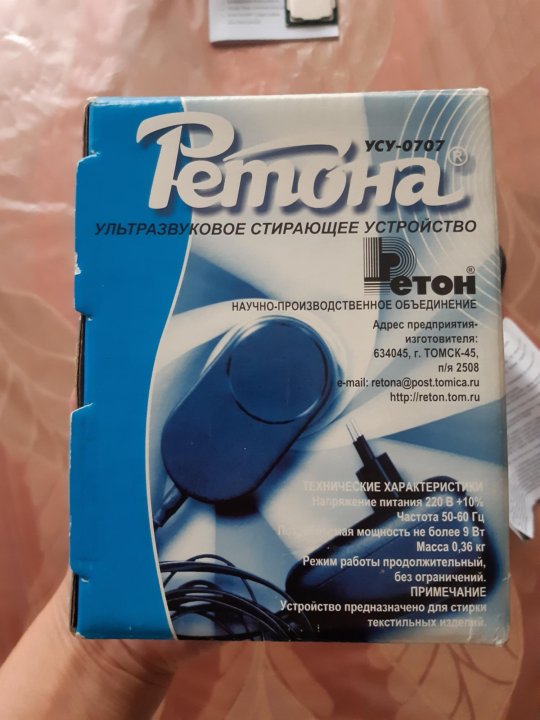 УСУ-0707
Ретона®
УЛЬТРАЗВУКОВОЕ СТИРАЮЩЕЕ УСТРОЙСТВО
Ретон®
НАУЧНО-ПРОИЗВОДСТВЕННОЕ ОБЪЕДИНЕНИЕ
Адрес предприятия-
изготовителя:
634045, г. ТОМСК-45,
п/я 2508
e-mail: retona@post.tomica.ru
http://reton.tom.ru
ТЕХНИЧЕСКИЕ ХАРАКТЕРИСТИКИ
Напряжение питания 220 В +10%
Частота 50-60 Гц
Потребляемая мощность не более 9 Вт
Масса 0,36 кг
Режим работы продолжительный,
без ограничений.
ПРИМЕЧАНИЕ
Устройство предназначено для стирки
текстильных изделий.